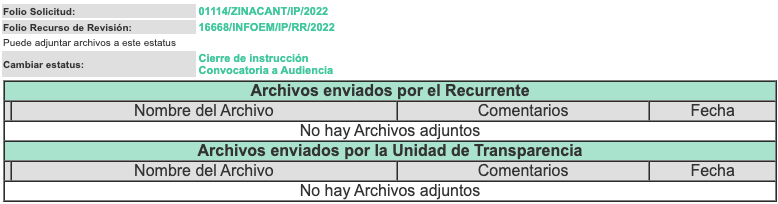 Folio Solicitud: 01114/ZINACANT/IP/2022
Folio Recurso de Revisión: 16668/INFOEM/IP/RR/2022
Puede adjuntar archivos a este estatus
Cambiar estatus: Cierre de instrucción
Convocatoria a Audiencia
Archivos enviados por el Recurrente
Nombre del Archivo Comentarios Fecha
No hay Archivos adjuntos
Archivos enviados por la Unidad de Transparencia
Nombre del Archivo Comentarios Fecha
No hay Archivos adjuntos